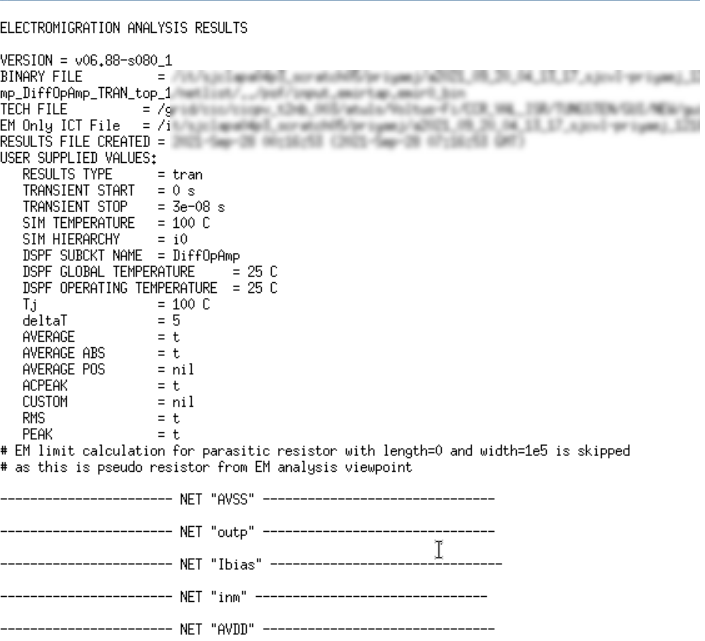 ELECTROMIGRATION ANALYSIS RESULTS
VERSION = v06.88-s080_1
BINARY FILE =
mp_DiffOpAmp_TRAN_top_1
TECH FILE = /g
EM Only ICT File = /i
RESULTS FILE CREATED =
USER SUPPLIED VALUES:
RESULTS TYPE = tran
TRANSIENT START = 0 s
TRANSIENT STOP = 3e-08 s
SIM TEMPERATURE = 100 C
SIM HIERARCHY = i0
DSPF SUBCKT NAME = DiffOpAmp
DSPF GLOBAL TEMPERATURE = 25 C
DSPF OPERATING TEMPERATURE = 25 C
Tj = 100 C
deltaT = 5
AVERAGE = t
AVERAGE ABS = t
AVERAGE POS = nil
ACPEAK = t
CUSTOM = nil
RMS = t
PEAK = t
# EM limit calculation for parasitic resistor with length=0 and width=1e5 is skipped
# as this is pseudo resistor from EM analysis viewpoint
----------------------- NET "AVSS" -------------------------------
----------------------- NET "outp" -------------------------------
----------------------- NET "Ibias" -------------------------------
----------------------- NET "inm" -------------------------------
----------------------- NET "AVDD" -------------------------------